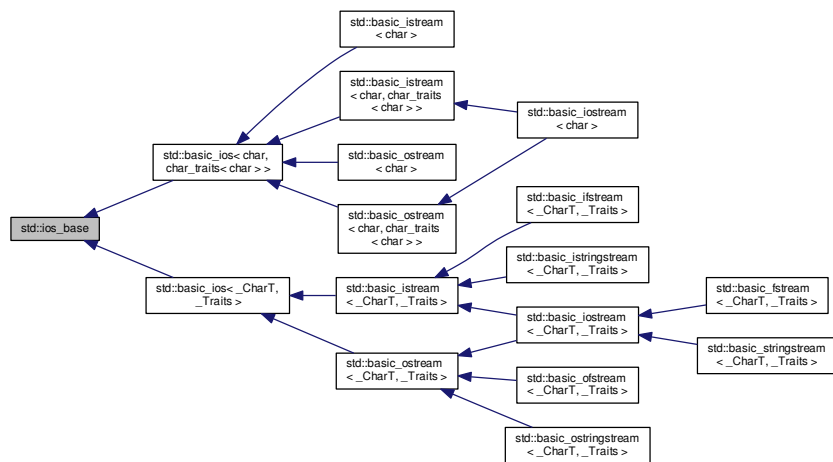 std::basic_istream
< char >
std::basic_istream
< char, char_traits
< char > >
std::basic_iostream
< char >
std::basic_ios< char,
char_traits< char > >
std::basic_ostream
< char >
std::basic_ifstream
< _CharT, _Traits >
std::basic_ostream
< char, char_traits
< char > >
std::ios_base
std::basic_istringstream
< _CharT, _Traits >
std::basic_ios< _CharT,
_Traits >
std::basic_istream
< _CharT, _Traits >
std::basic_fstream
< _CharT, _Traits >
std::basic_iostream
< _CharT, _Traits >
std::basic_stringstream
< _CharT, _Traits >
std::basic_ostream
< _CharT, _Traits >
std::basic_ofstream
< _CharT, _Traits >
std::basic_ostringstream
< _CharT, _Traits >